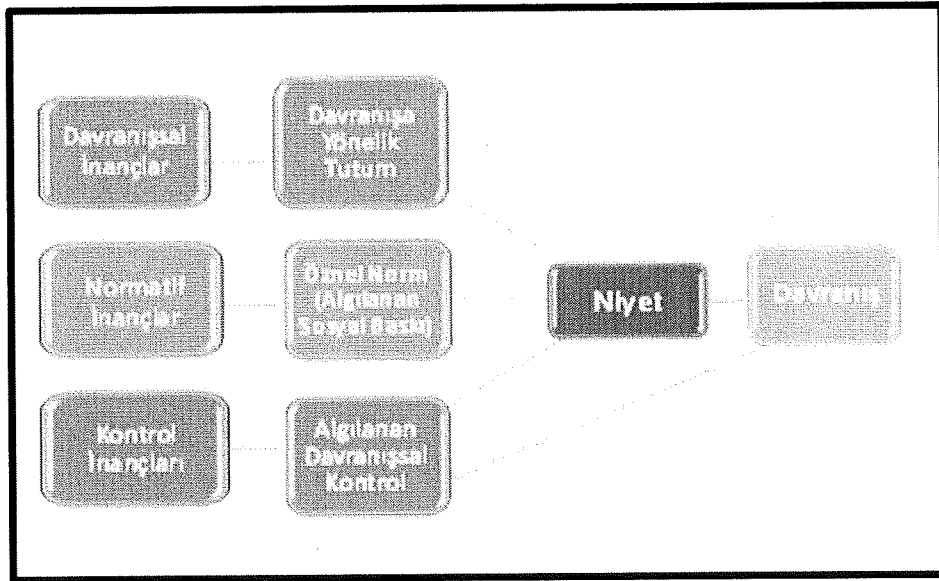 Davranışsal
İnançlar
Davranışa
Yönelik
Tutum
Normatif
İnançlar
Öznel Norm
(Algılanan
Sosyal Baskı)
Niyet
Davranış
Kontrol
İnançları
Algılanan
Davranışsal
Kontrol